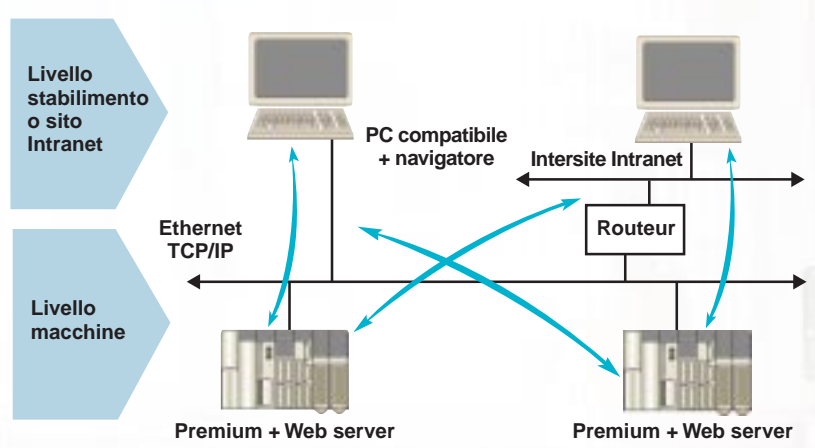 Livello
stabilimento
o sito
Intranet
PC compatibile
+ navigatore
Intersite Intranet
Routeur
Ethernet
TCP/IP
Livello
macchine
Premium + Web server
Premium + Web server